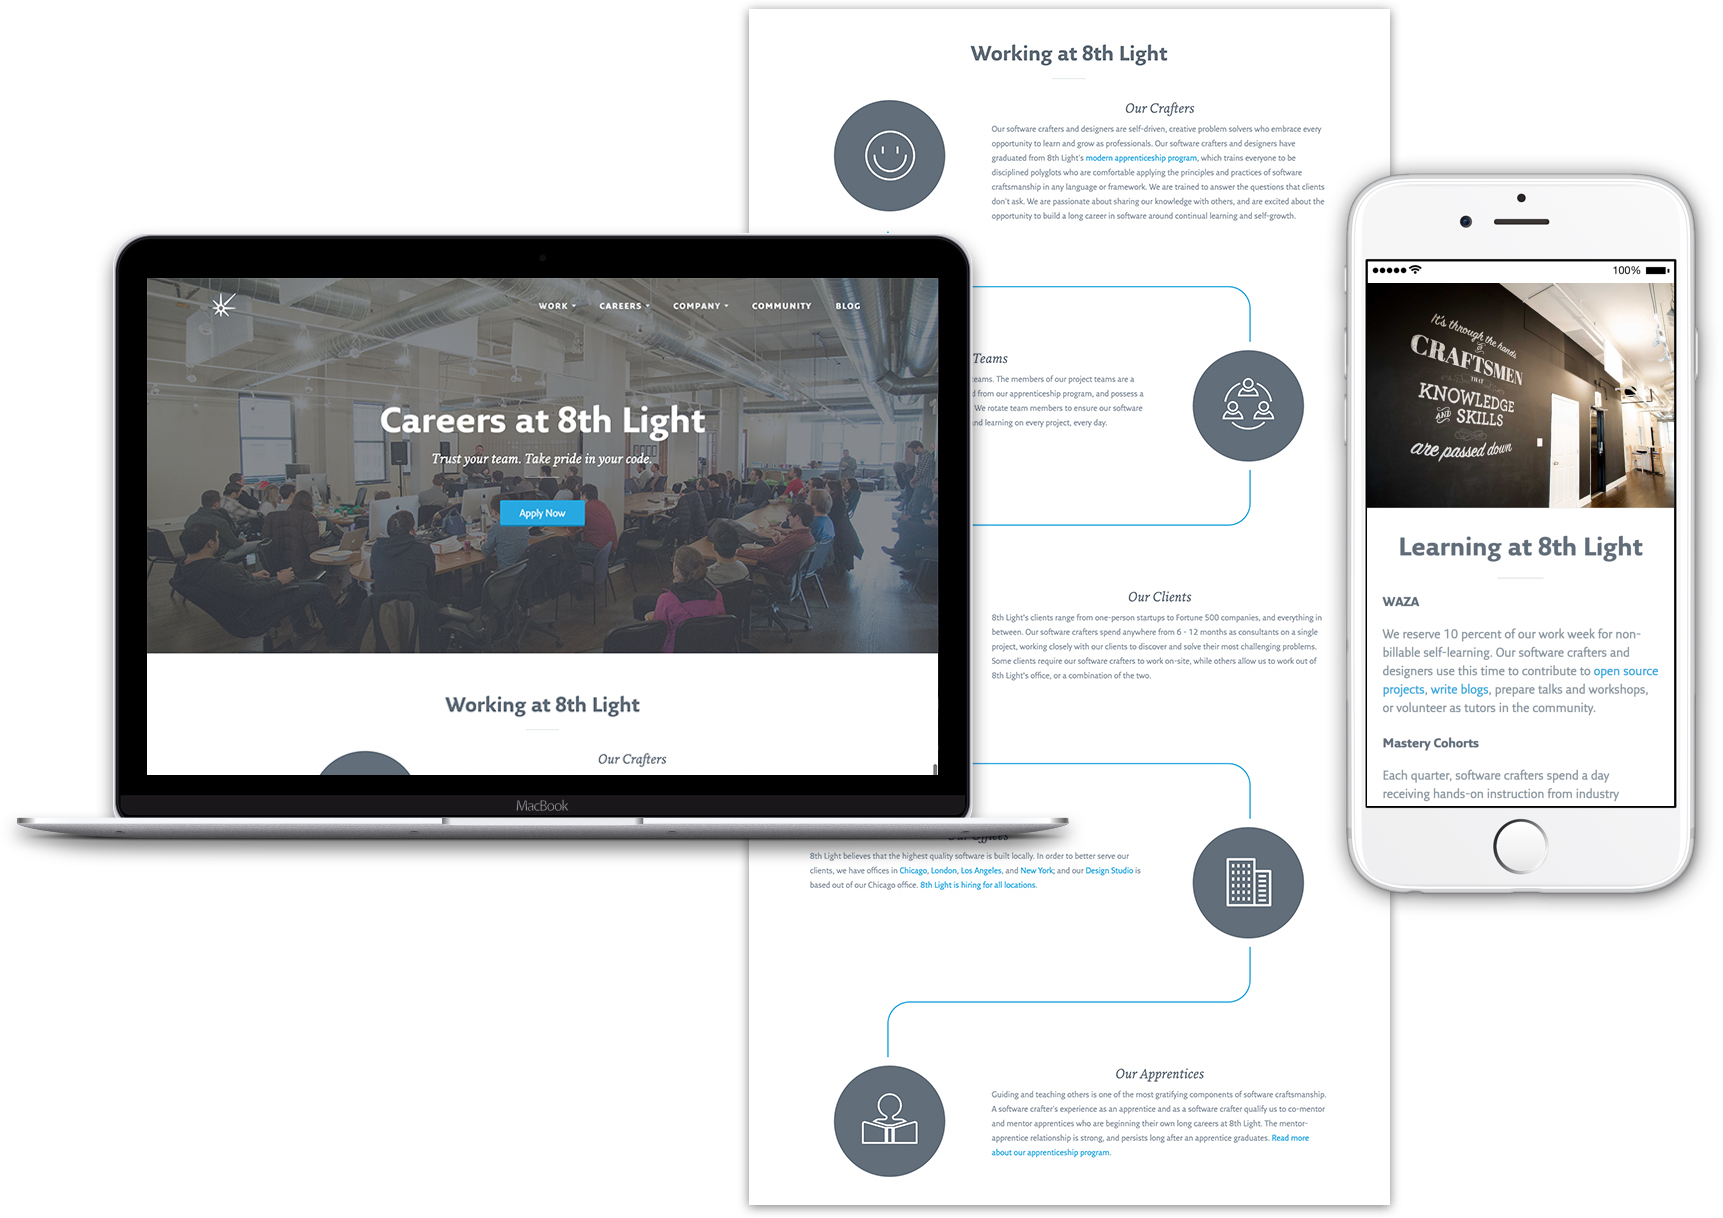 Working at 8th Light
Our Crafters
Our software crafters and designers are self-driven, creative problem solvers who embrace every
opportunity to learn and grow as professionals. Our software crafters and designers have
graduated from 8th Light's modern apprenticeship program, which trains everyone to be
disciplined polyglots who are comfortable applying the principles and practices of software
craftsmanship in any language or framework. We are trained to answer the questions that clients
don't ask. We are passionate about sharing our knowledge with others, and are excited about the
opportunity to build a long career in software around continual learning and self-growth.
Teams
teams. The members of our project teams are a
from our apprenticeship program, and possess a
We rotate team members to ensure our software
and learning on every project, every day.
Our Clients
8th Light's clients range from one-person startups to Fortune 500 companies, and everything in
between. Our software crafters spend anywhere from 6 - 12 months as consultants on a single
project, working closely with our clients to discover and solve their most challenging problems.
Some clients require our software crafters to work on-site, while others allow us to work out of
8th Light's office, or a combination of the two.
Our Offices
8th Light believes that the highest quality software is built locally. In order to better serve our
clients, we have offices in Chicago, London, Los Angeles, and New York; and our Design Studio is
based out of our Chicago office. 8th Light is hiring for all locations.
Our Apprentices
Guiding and teaching others is one of the most gratifying components of software craftsmanship.
A software crafter's experience as an apprentice and as a software crafter qualify us to co-mentor
and mentor apprentices who are beginning their own long careers at 8th Light. The mentor-
apprentice relationship is strong, and persists long after an apprentice graduates. Read more
about our apprenticeship program.
WORK CAREERS COMPANY COMMUNITY BLOG
Careers at 8th Light
Trust your team. Take pride in your code.
Apply Now
Working at 8th Light
Our Crafters
MacBook
100%
It's through the hands
OF
CRAFTSMEN
THAT
KNOWLEDGE
AND SKILLS
are passed down
Learning at 8th Light
WAZA
We reserve 10 percent of our work week for non-
billable self-learning. Our software crafters and
designers use this time to contribute to open source
projects, write blogs, prepare talks and workshops,
or volunteer as tutors in the community.
Mastery Cohorts
Each quarter, software crafters spend a day
receiving hands-on instruction from industry